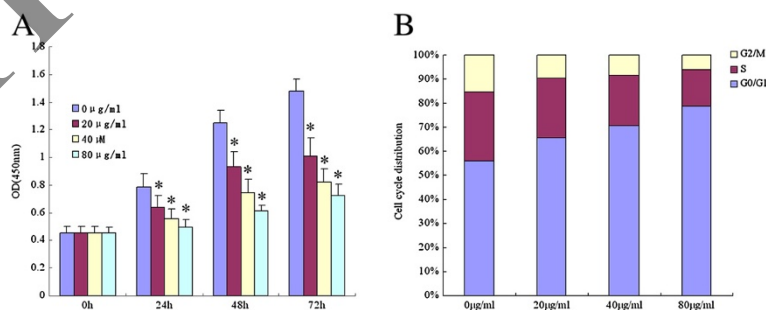 A
1.8
1.6
1.4
1.2
1
0.8
0.6
0.4
0.2
0
OD(450nm)
0 μg/ml
20 μg/ml
40 μM
80 μg/ml
* * *
* * *
* * *
0h 24h 48h 72h
B
100%
90%
80%
70%
60%
50%
40%
30%
20%
10%
0%
Cell cycle distribution
G2/M
S
G0/G1
0μg/ml 20μg/ml 40μg/ml 80μg/ml